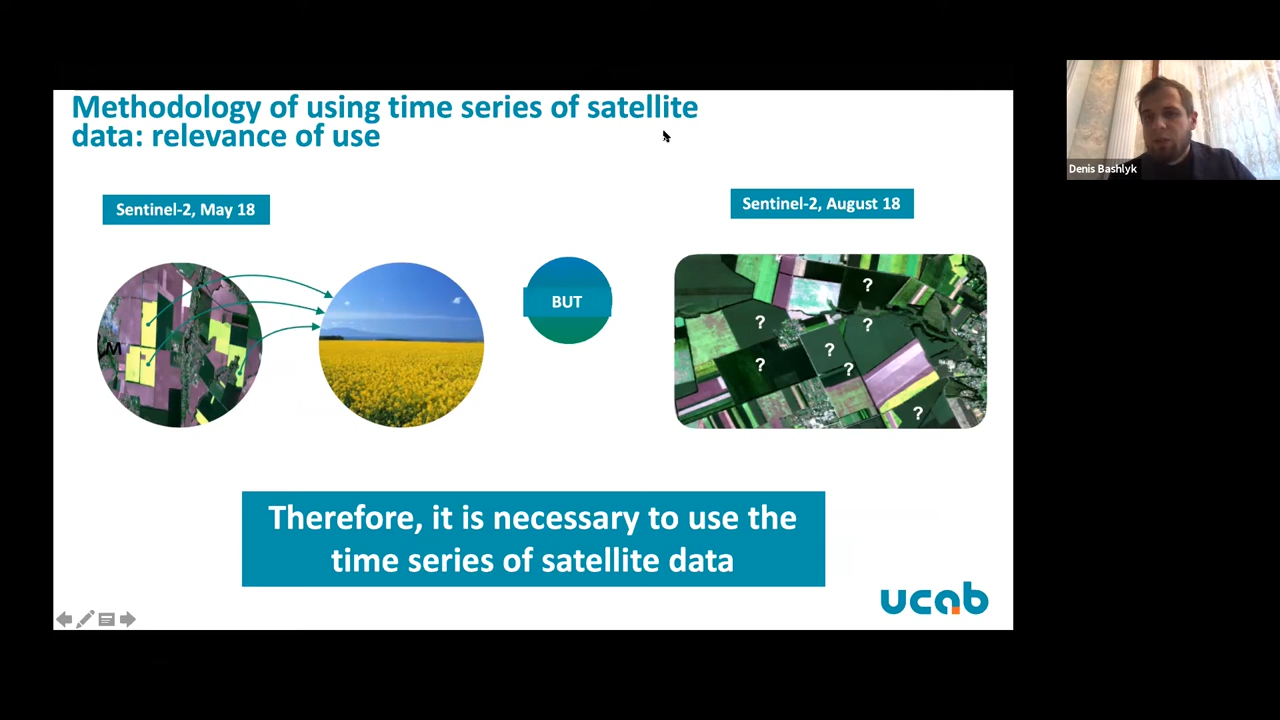 Methodology of using time series of satellite
data: relevance of use
Denis Bashlyk
Sentinel-2, May 18
Sentinel-2, August 18
BUT
M
?
?
?
?
?
?
?
Therefore, it is necessary to use the
time series of satellite data
ucab